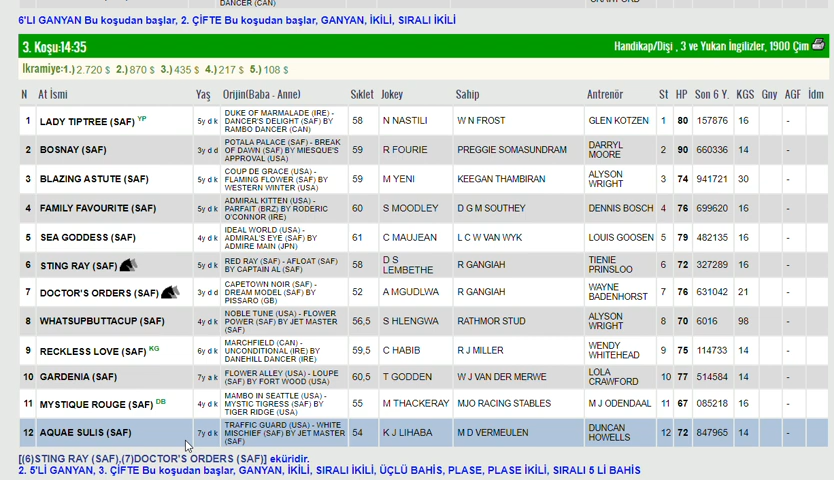 DANCER (CAN)
CRAWFORD
6'LI GANYAN Bu koşudan başlar, 2. ÇİFTE Bu koşudan başlar, GANYAN, İKİLİ, SIRALI İKİLİ
3. Koşu:14:35 Handikap/Dişi , 3 ve Yukarı İngilizler, 1900 Çim
İkramiye:1.) 2.720 $ 2.) 870 $ 3.) 435 $ 4.) 217 $ 5.) 108 $
N At İsmi Yaş Orijin(Baba - Anne) Sıklet Jokey Sahip Antrenör St HP Son 6 Y. KGS Gny AGF İdm
1 LADY TIPTREE (SAF) YP 5y d k DUKE OF MARMALADE (IRE) - DANCER'S DELIGHT (SAF) BY RAMBO DANCER (CAN) 58 N NASTILI W N FROST GLEN KOTZEN 1 80 157876 16 -
2 BOSNAY (SAF) 3y d d POTALA PALACE (SAF) - BREAK OF DAWN (SAF) BY MIESQUE'S APPROVAL (USA) 59 R FOURIE PREGGIE SOMASUNDRAM DARRYL MOORE 2 90 660336 14 -
3 BLAZING ASTUTE (SAF) 5y d k COUP DE GRACE (USA) - FLAMING FLOWER (SAF) BY WESTERN WINTER (USA) 59 M YENI KEEGAN THAMBIRAN ALYSON WRIGHT 3 74 941721 30 -
4 FAMILY FAVOURITE (SAF) 5y d k ADMIRAL KITTEN (USA) - PARFAIT (BRZ) BY RODERIC O'CONNOR (IRE) 60 S MOODLEY D G M SOUTHEY DENNIS BOSCH 4 76 699620 16 -
5 SEA GODDESS (SAF) 4y d k IDEAL WORLD (USA) - ADMIRAL'S EYE (SAF) BY ADMIRE MAIN (JPN) 61 C MAUJEAN L C W VAN WYK LOUIS GOOSEN 5 79 482135 16 -
6 STING RAY (SAF) 5y d k RED RAY (SAF) - AFLOAT (SAF) BY CAPTAIN AL (SAF) 58 D S LEMBETHE R GANGIAH TIENIE PRINSLOO 6 72 327289 16 -
7 DOCTOR'S ORDERS (SAF) 3y d d CAPETOWN NOIR (SAF) - DREAM MODEL (SAF) BY PISSARO (GB) 52 A MGUDLWA R GANGIAH WAYNE BADENHORST 7 76 631042 21 -
8 WHATSUPBUTTACUP (SAF) 4y d k NOBLE TUNE (USA) - FLOWER POWER (SAF) BY JET MASTER (SAF) 56,5 S HLENGWA RATHMOR STUD ALYSON WRIGHT 8 70 6016 98 -
9 RECKLESS LOVE (SAF) KG 6y d k MARCHFIELD (CAN) - UNCONDITIONAL (IRE) BY DANEHILL DANCER (IRE) 59,5 C HABIB R J MILLER WENDY WHITEHEAD 9 75 114733 14 -
10 GARDENIA (SAF) 7y a k FLOWER ALLEY (USA) - LOUPE (SAF) BY FORT WOOD (USA) 60,5 T GODDEN W J VAN DER MERWE LOLA CRAWFORD 10 77 514584 14 -
11 MYSTIQUE ROUGE (SAF) DB 4y d k MAMBO IN SEATTLE (USA) - MYSTIC TIGRESS (SAF) BY TIGER RIDGE (USA) 55 M THACKERAY MJO RACING STABLES M J ODENDAAL 11 67 085218 16 -
12 AQUAE SULIS (SAF) 7y d k TRAFFIC GUARD (USA) - WHITE MISCHIEF (SAF) BY JET MASTER (SAF) 54 K J LIHABA M D VERMEULEN DUNCAN HOWELLS 12 72 847965 14 -
[(6)STING RAY (SAF),(7)DOCTOR'S ORDERS (SAF)] eküridir.
2. 5'Lİ GANYAN, 3. ÇİFTE Bu koşudan başlar, GANYAN, İKİLİ, SIRALI İKİLİ, ÜÇLÜ BAHİS, PLASE, PLASE İKİLİ, SIRALI 5 Lİ BAHİS